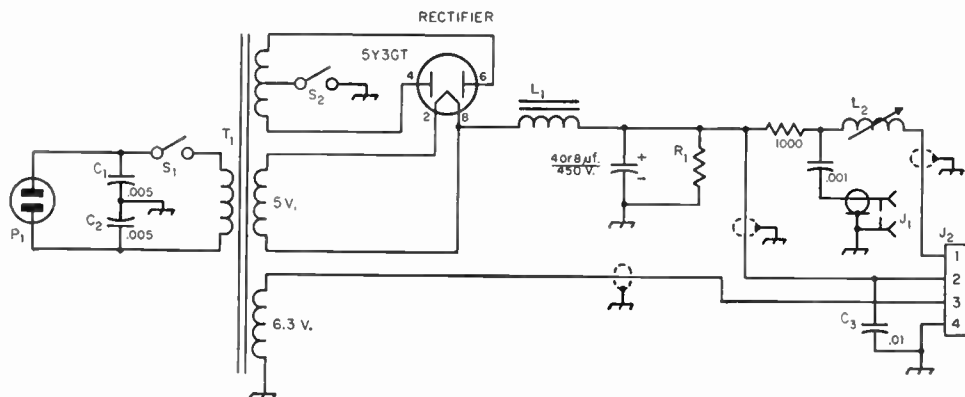 RECTIFIER
5Y3GT
4
6
2
8
S2
L1
L2
T1
S1
C1
.005
C2
.005
P1
5 V.
6.3 V.
4 or 8 µf.
450 V.
+
-
R1
1000
.001
J1
J2
1
2
3
4
C3
.01